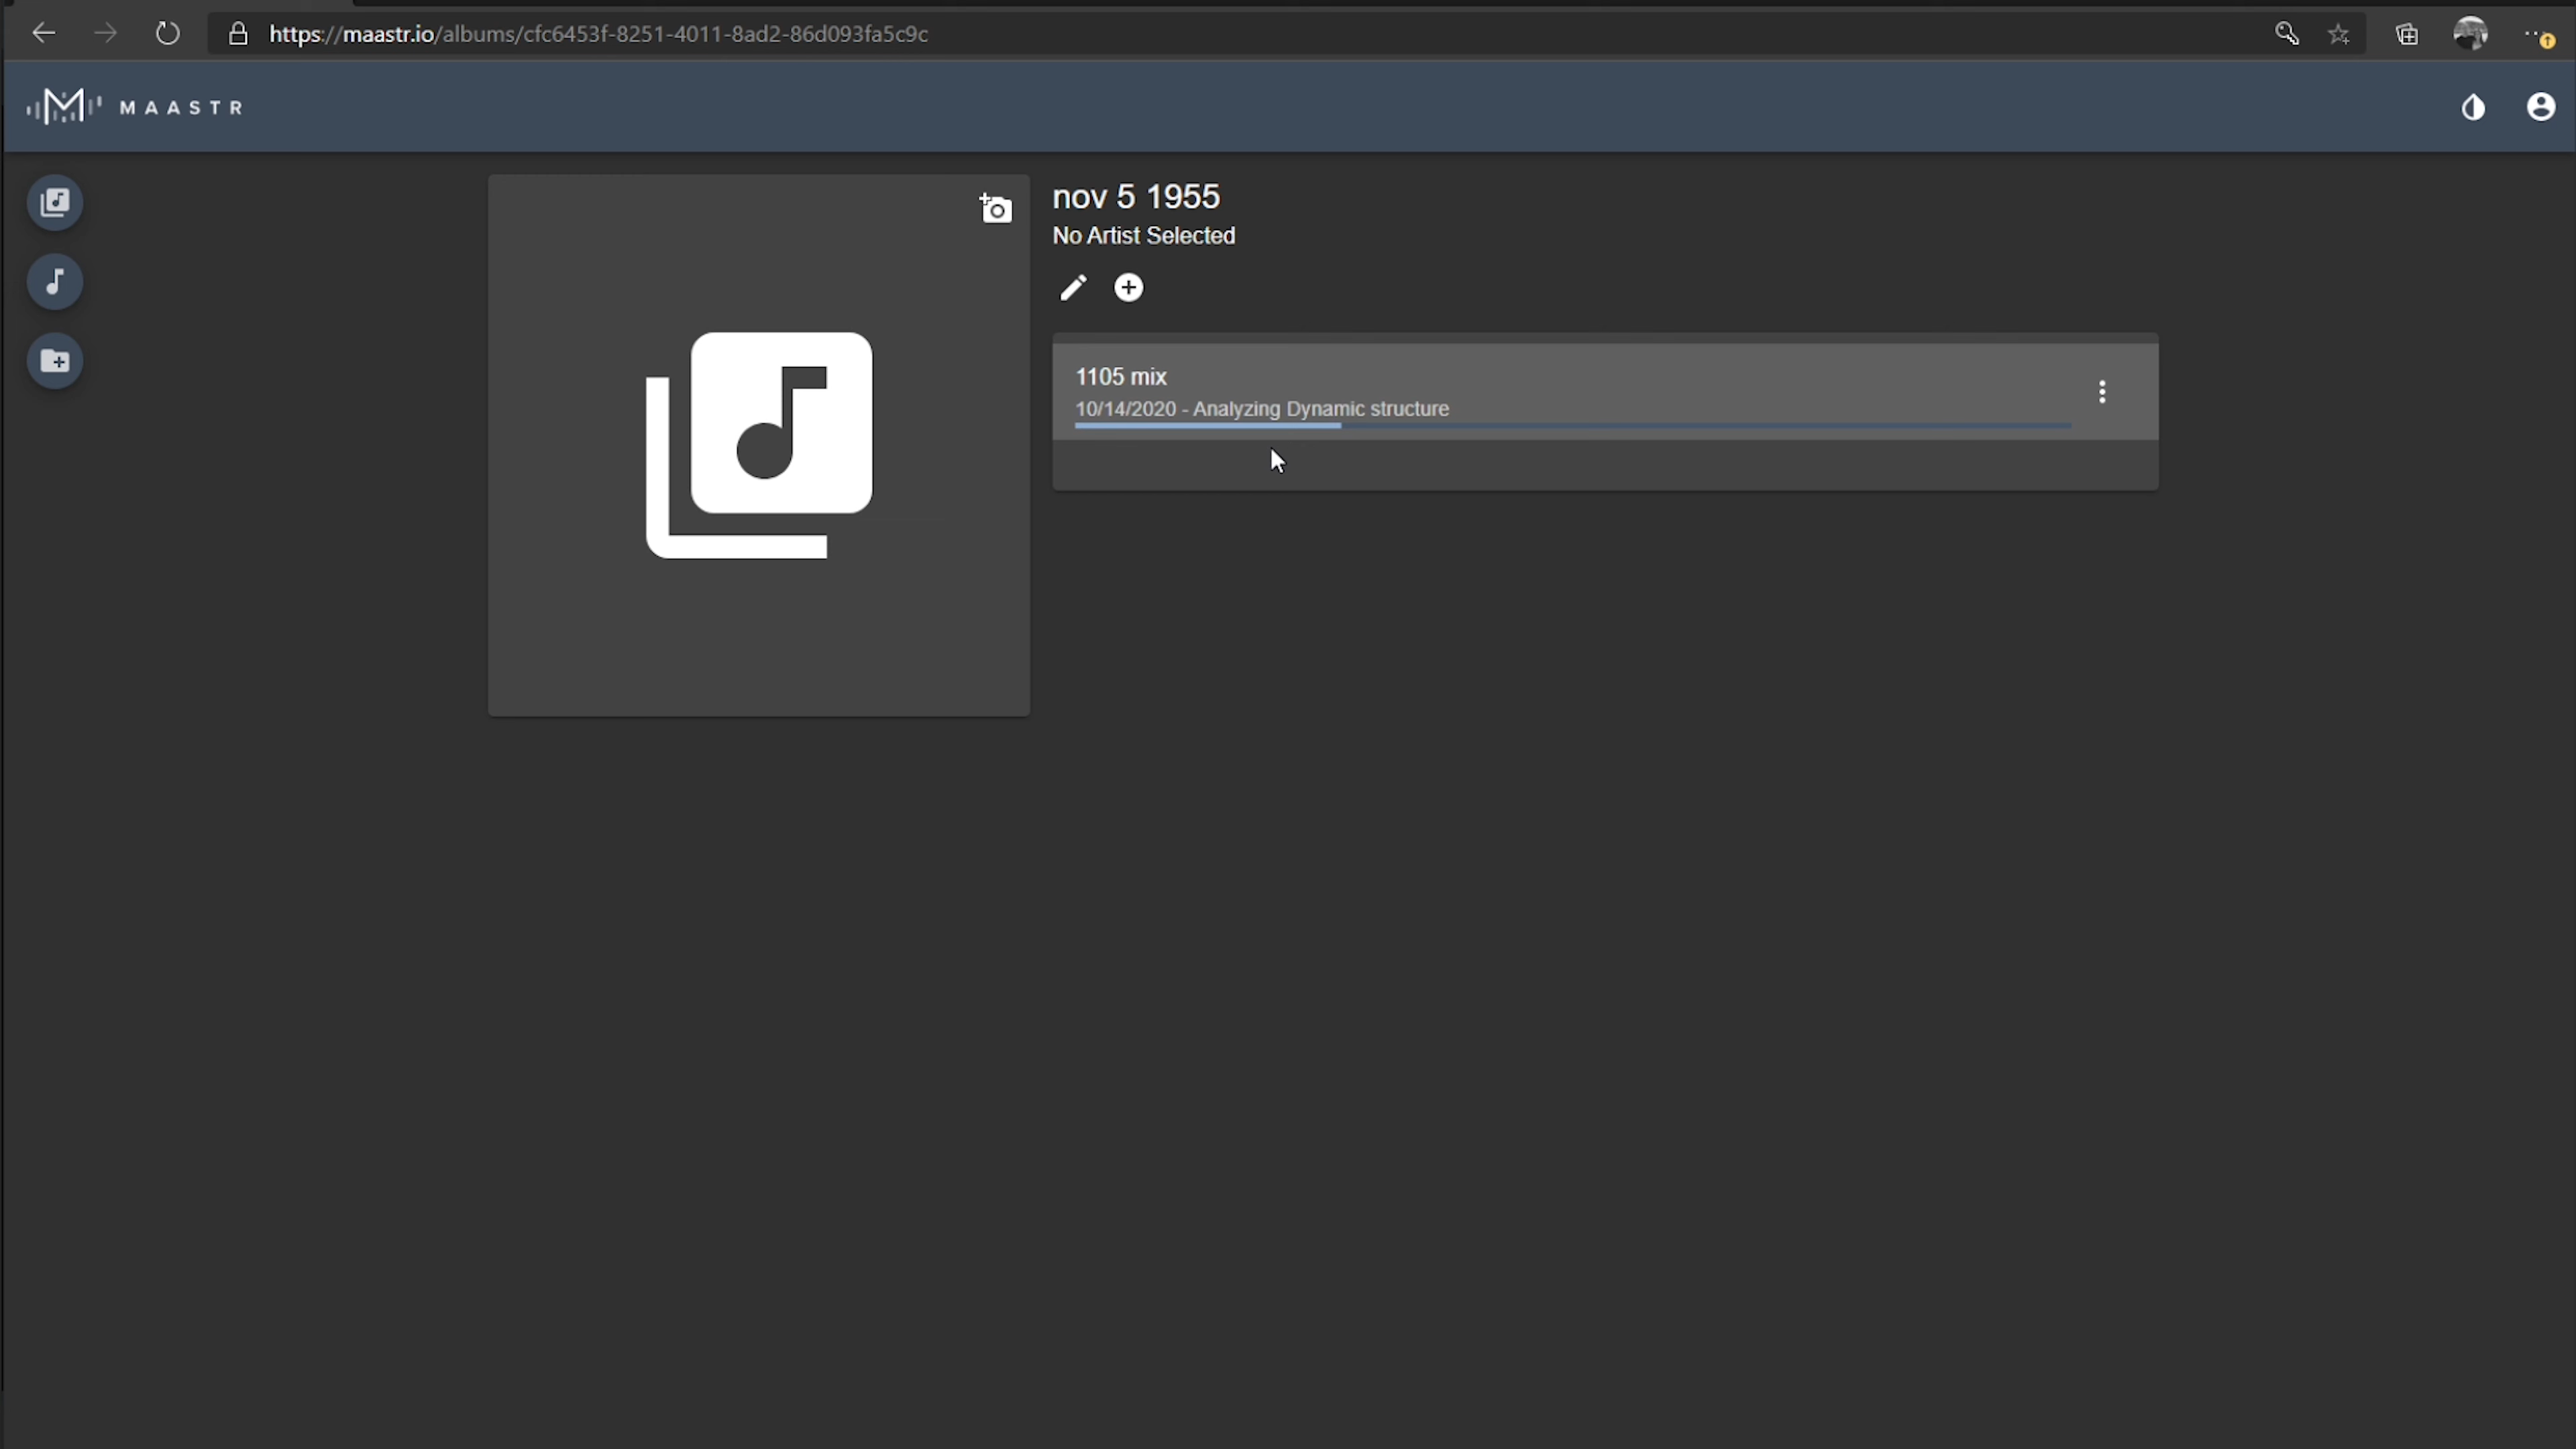 https://maastr.io/albums/cfc6453f-8251-4011-8ad2-86d093fa5c9c
MAASTR
nov 5 1955
No Artist Selected
1105 mix
10/14/2020 - Analyzing Dynamic structure